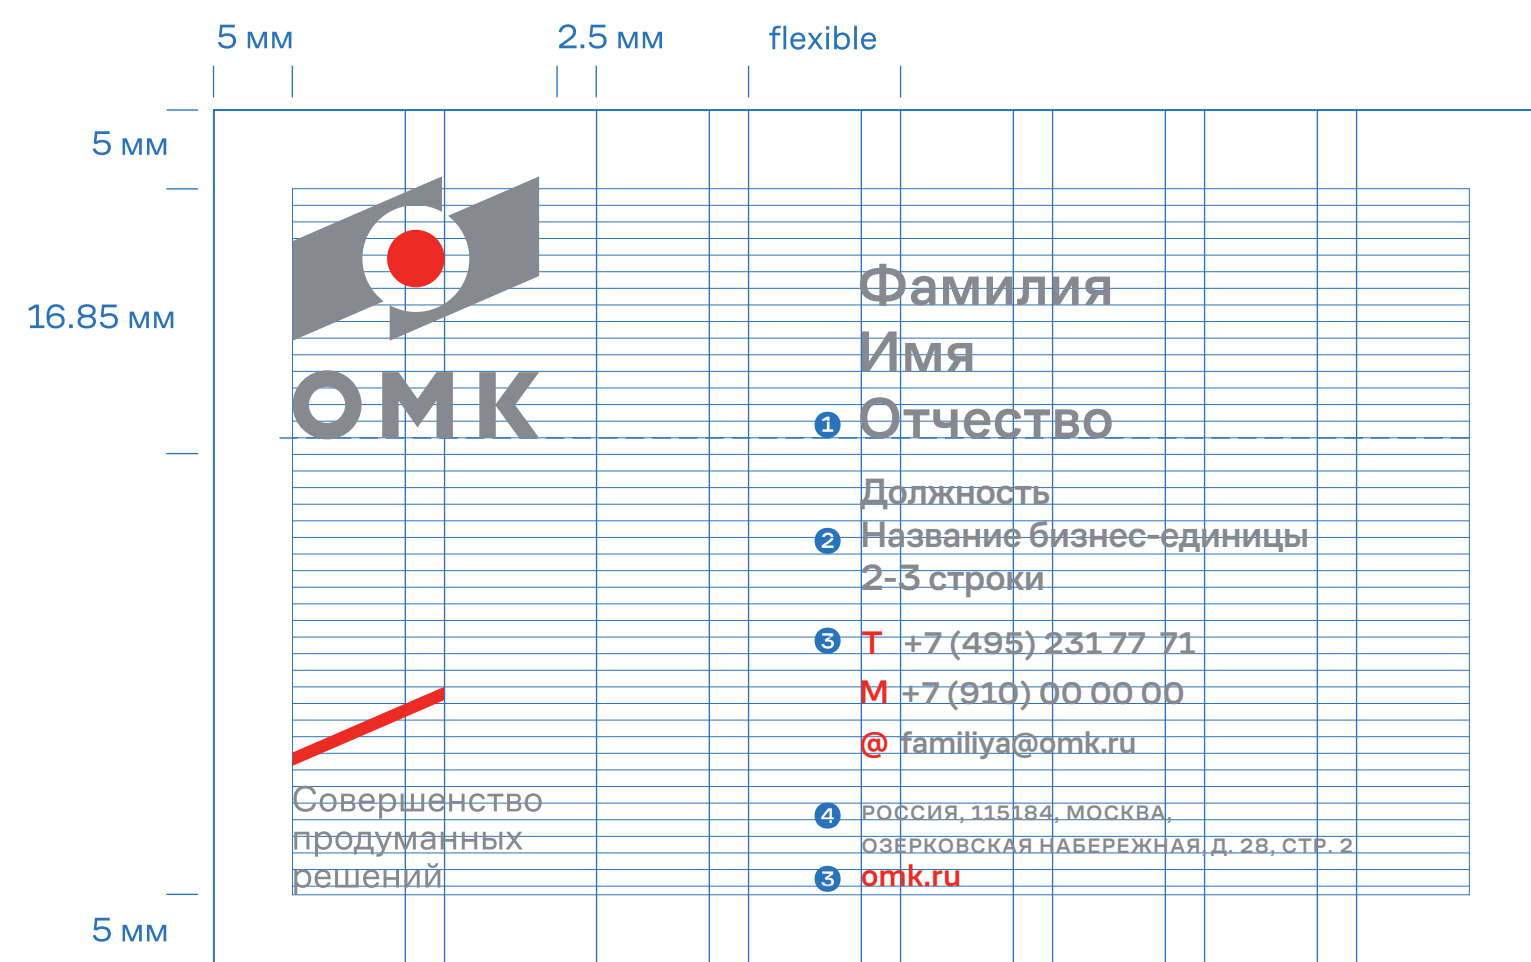 5 мм
2.5 мм
flexible
5 мм
16.85 мм
5 мм
ОМК
Фамилия
Имя
1 Отчество
Должность
2 Название бизнес-единицы
2-3 строки
3 Т +7 (495) 231 77 71
М +7 (910) 00 00 00
@ familiya@omk.ru
Совершенство
продуманных
решений
4 РОССИЯ, 115184, МОСКВА,
ОЗЕРКОВСКАЯ НАБЕРЕЖНАЯ, Д. 28, СТР. 2
3 omk.ru